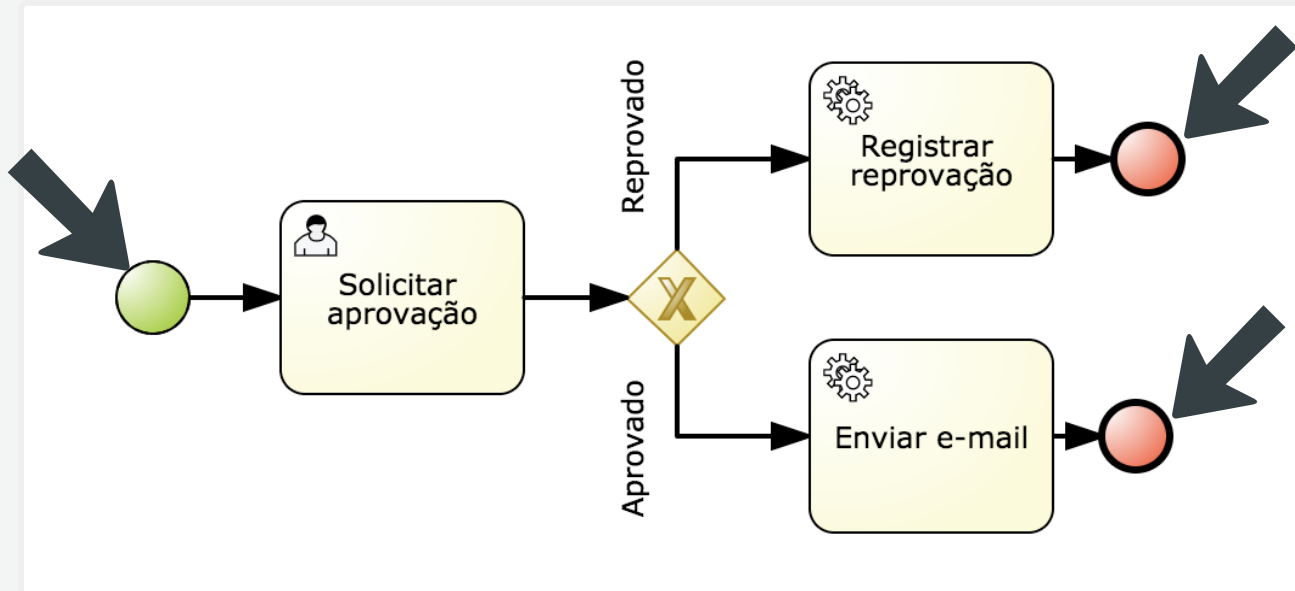 Solicitar
aprovação
Reprovado
Aprovado
Registrar
reprovação
Enviar e-mail